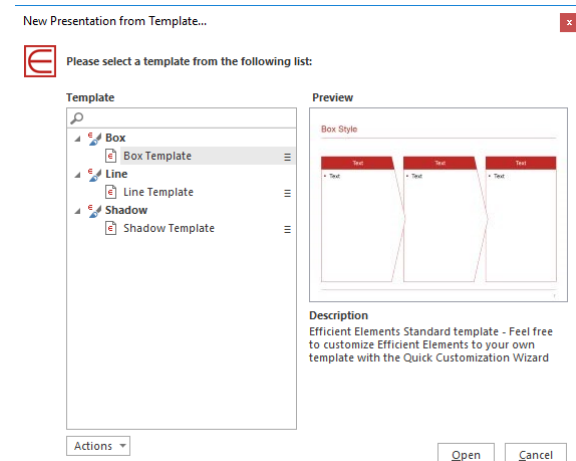 New Presentation from Template...
x
Please select a template from the following list:
Template
Preview
Box
Box Template
Line
Line Template
Shadow
Shadow Template
Box Style
Text
Text
Text
• Text
• Text
• Text
1
Description
Efficient Elements Standard template - Feel free
to customize Efficient Elements to your own
template with the Quick Customization Wizard
Actions
Open
Cancel